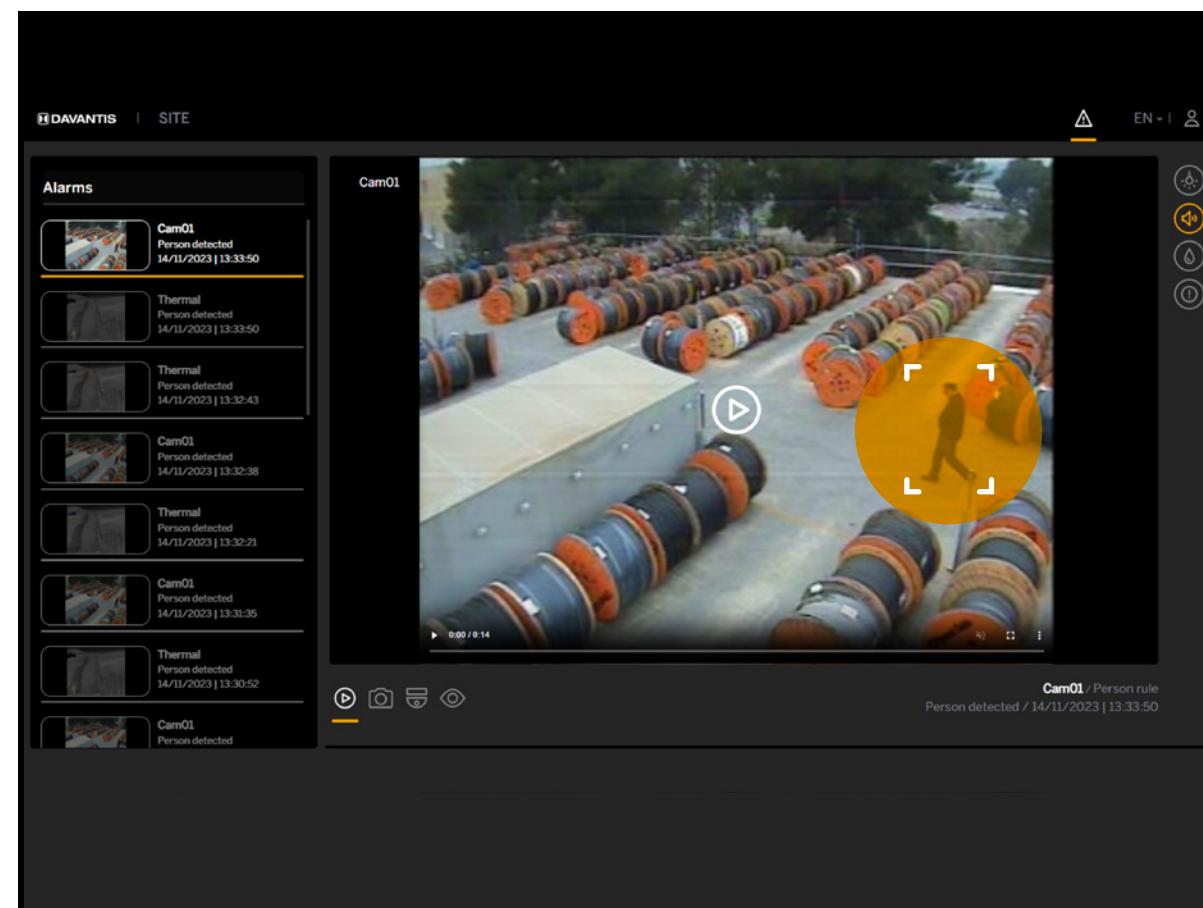 DAVANTIS | SITE
EN
Alarms
Cam01
Person detected
14/11/2023 | 13:33:50
Thermal
Person detected
14/11/2023 | 13:33:50
Thermal
Person detected
14/11/2023 | 13:32:43
Cam01
Person detected
14/11/2023 | 13:32:38
Thermal
Person detected
14/11/2023 | 13:32:21
Cam01
Person detected
14/11/2023 | 13:31:35
Thermal
Person detected
14/11/2023 | 13:30:52
Cam01
Person detected
Cam01
0:00 / 0:14
Cam01 / Person rule
Person detected / 14/11/2023 | 13:33:50